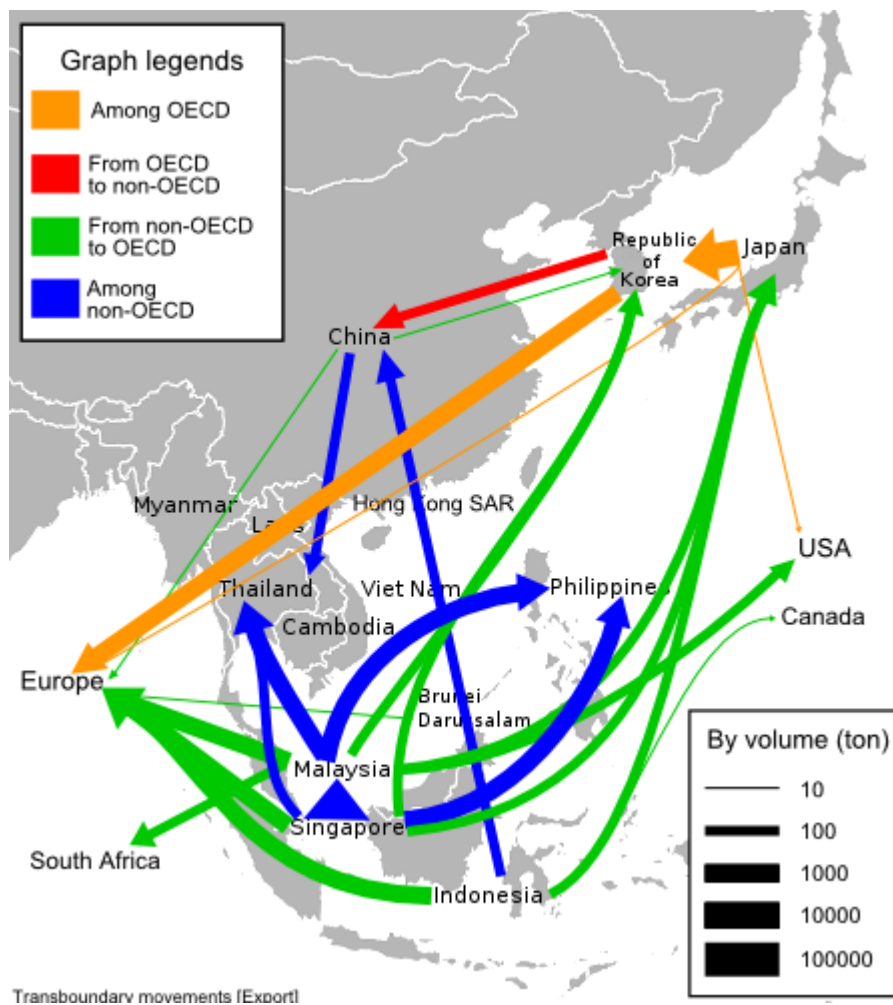 Graph legends
Among OECD
From OECD
to non-OECD
From non-OECD
to OECD
Among
non-OECD
Republic
of
Korea
Japan
China
Myanmar
Laos
Hong Kong SAR
USA
Thailand
Viet Nam
Philippines
Cambodia
Canada
Europe
Brunei
Darussalam
Malaysia
Singapore
South Africa
Indonesia
By volume (ton)
10
100
1000
10000
100000
Transboundary movements [Export]